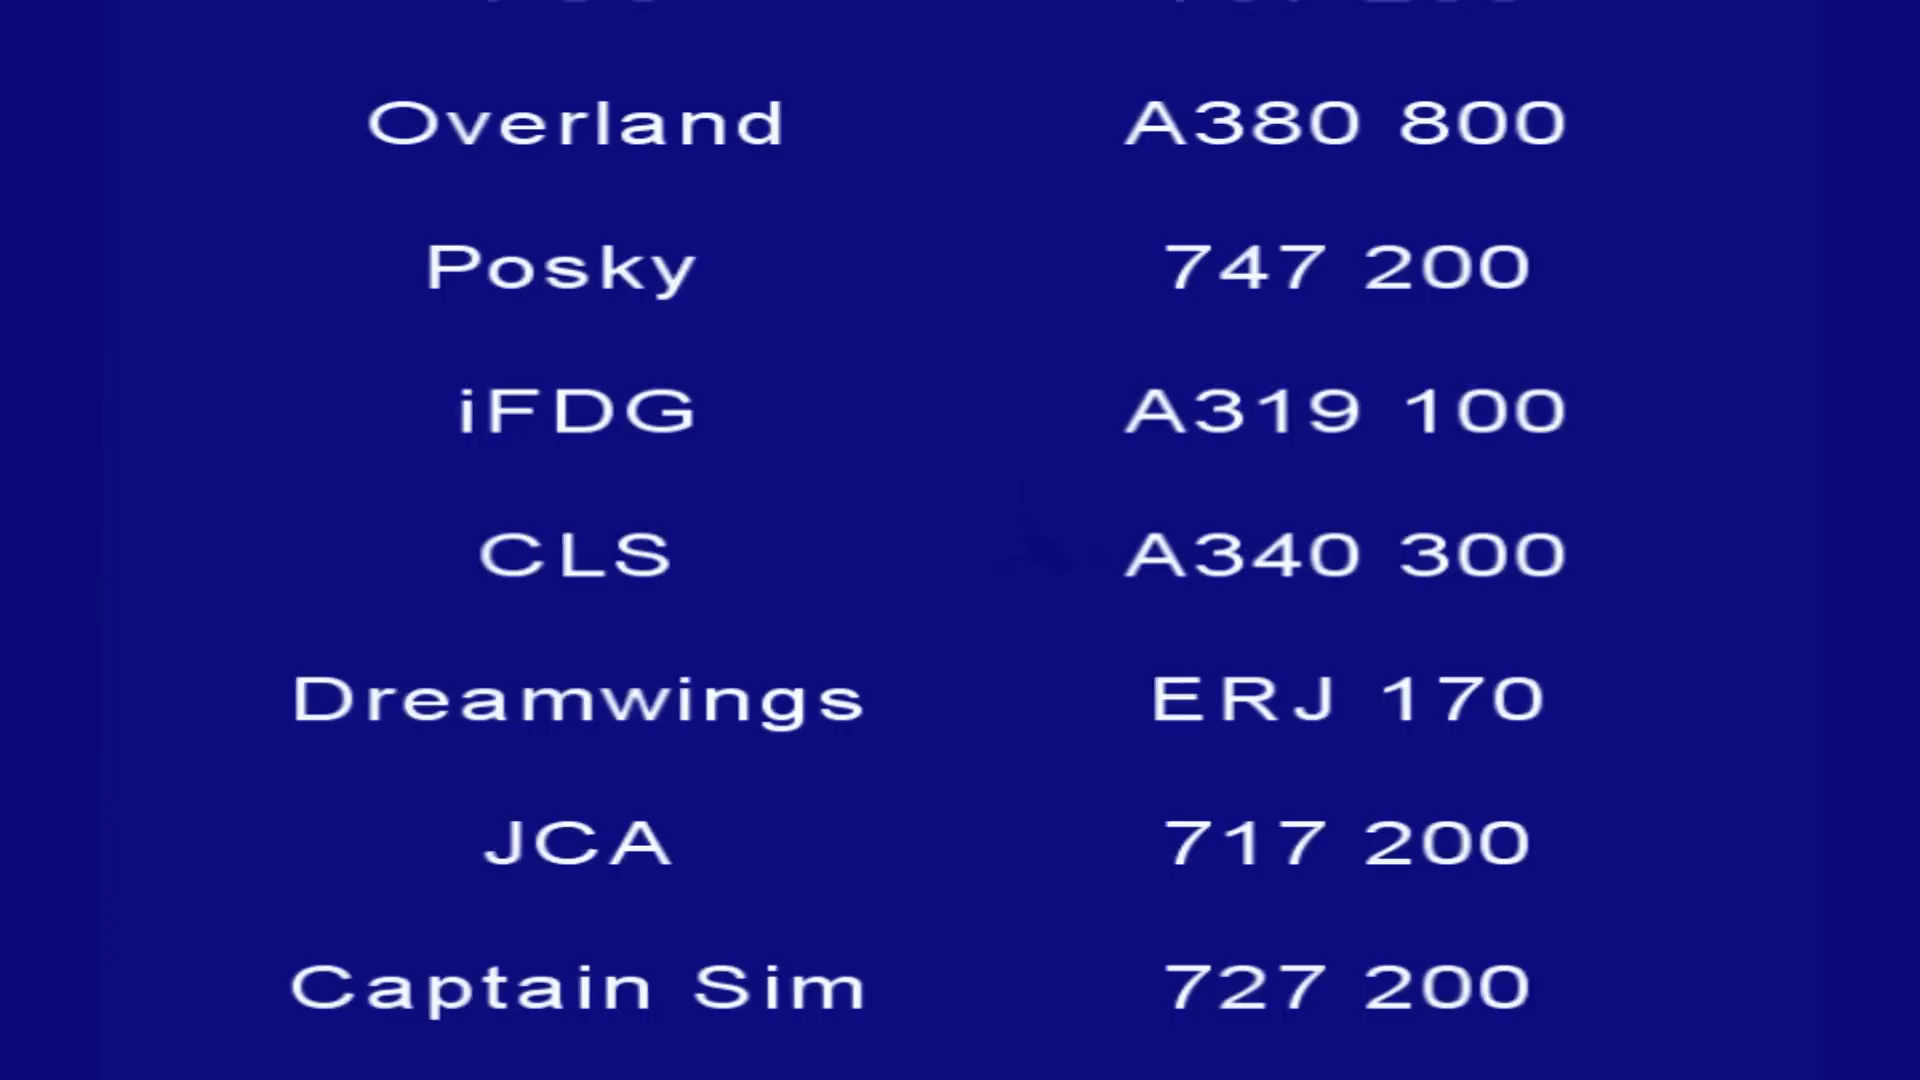 Overland A380 800
Posky 747 200
iFDG A319 100
CLS A340 300
Dreamwings ERJ 170
JCA 717 200
Captain Sim 727 200